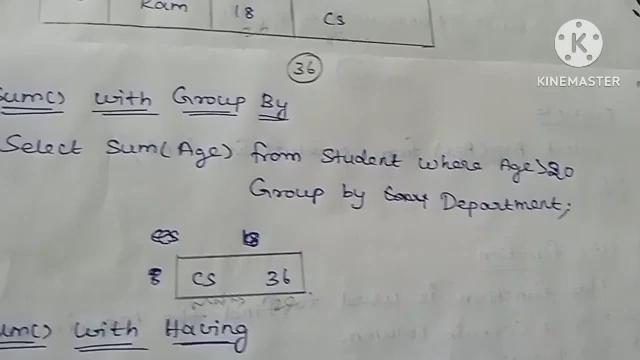 Ram 18 CS
K
KINEMASTER
36
Sum() with Group By
Select Sum(Age) from Student where Age>20
Group by Department;
CS 36
Sum() with Having